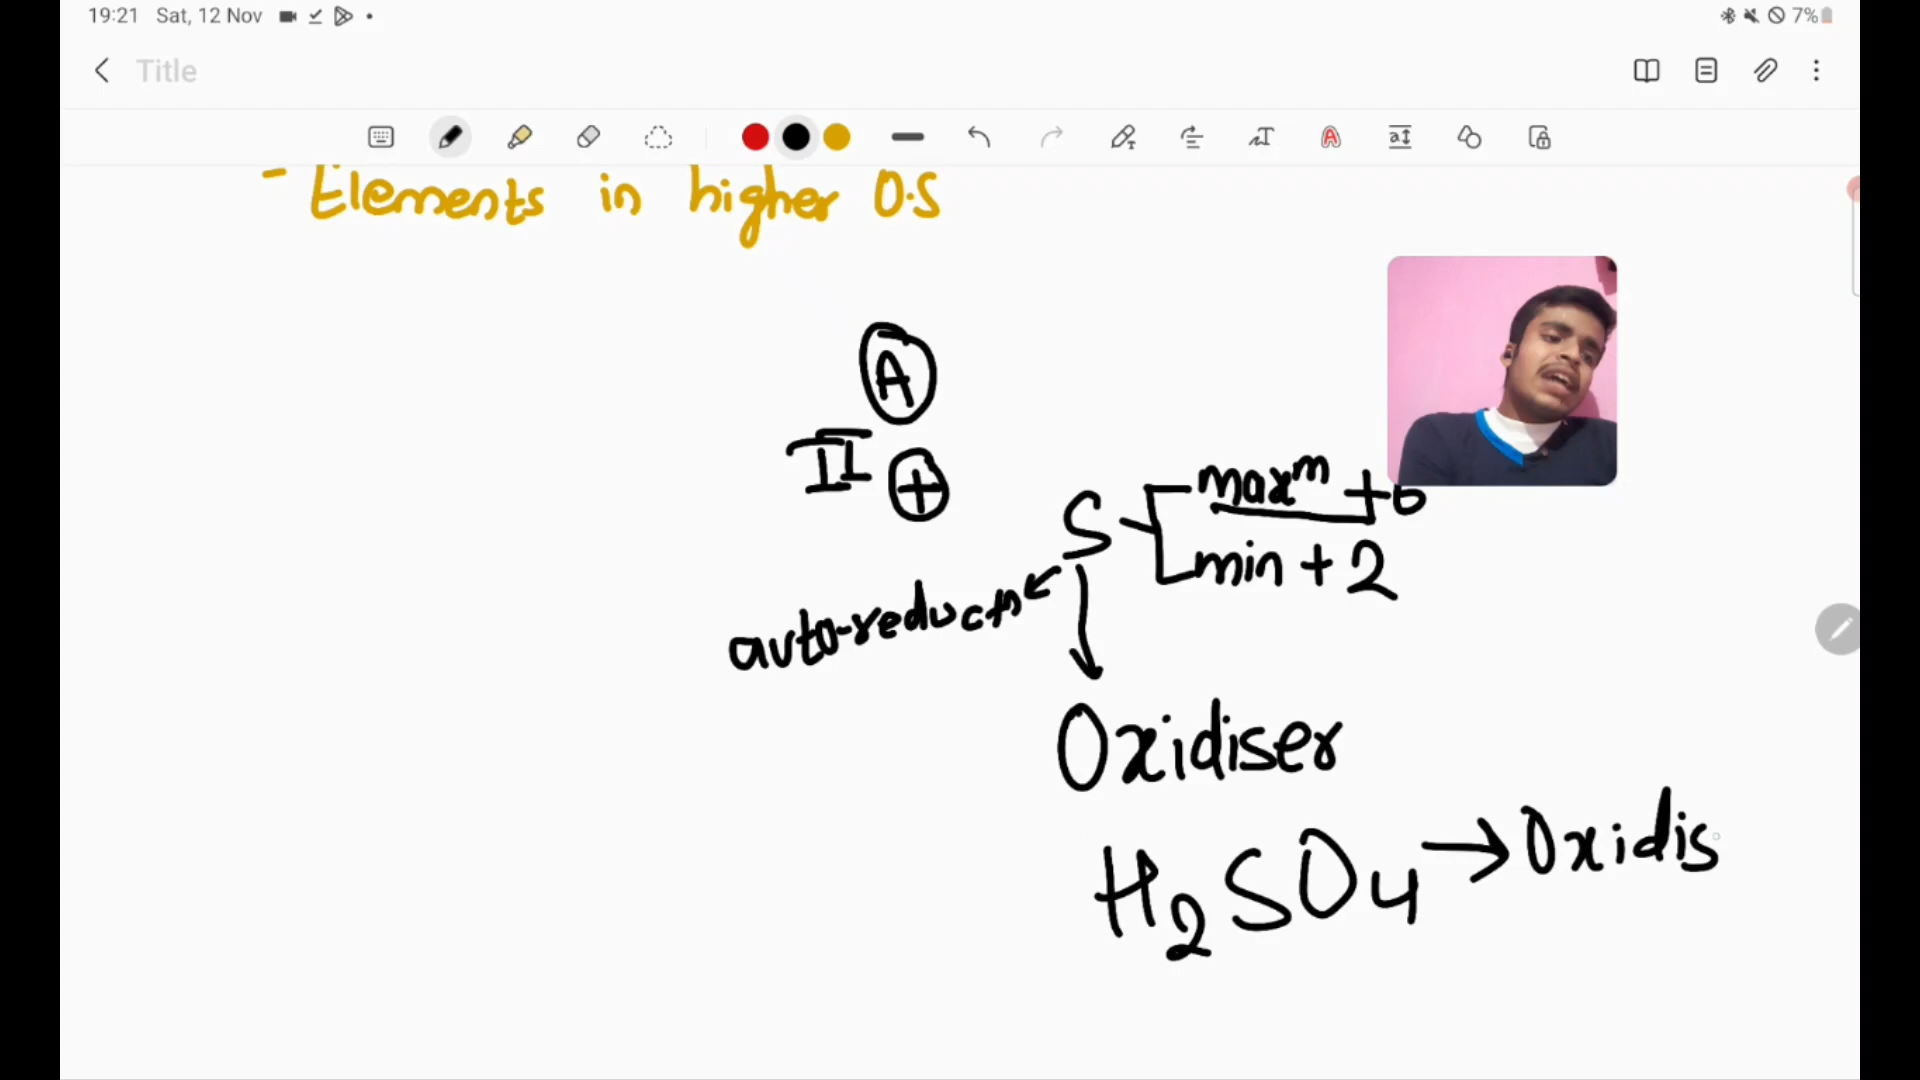 19:21 Sat, 12 Nov 7%
Title
- Elements in higher O.S
A
II +
S maxᵐ +6
min + 2
auto-reductn
Oxidiser
H₂SO₄ → Oxidis